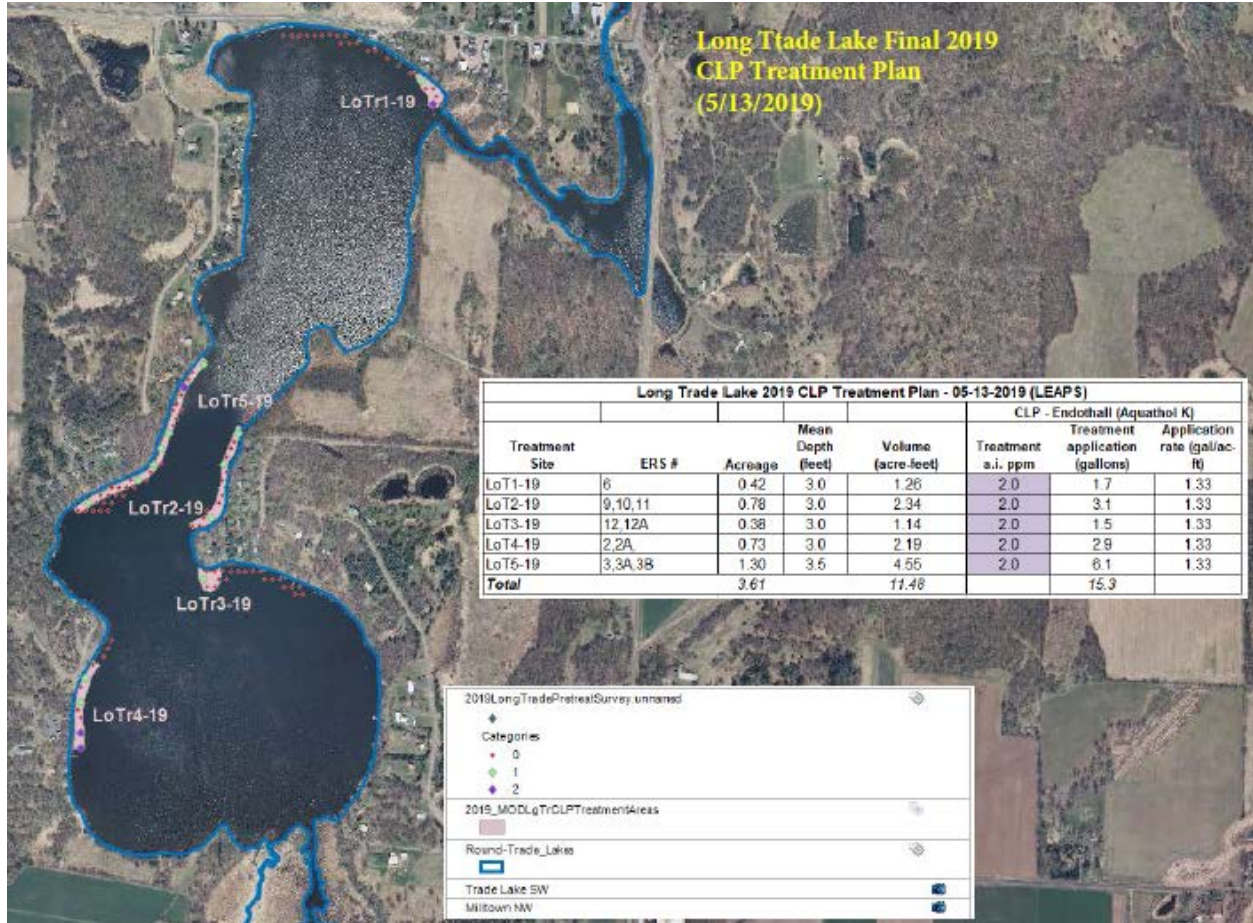 Long Ttade Lake Final 2019
CLP Treatment Plan
(5/13/2019)
LoTr1-19
LoTr5-19
LoTr2-19
LoTr3-19
LoTr4-19
Long Trade Lake 2019 CLP Treatment Plan - 05-13-2019 (LEAPS)
CLP - Endothall (Aquathol K)
Treatment Site ERS # Acreage Mean Depth (feet) Volume (acre-feet) Treatment a.i. ppm Treatment application (gallons) Application rate (gal/ac-ft)
LoT1-19 6 0.42 3.0 1.26 2.0 1.7 1.33
LoT2-19 9,10,11 0.78 3.0 2.34 2.0 3.1 1.33
LoT3-19 12,12A 0.38 3.0 1.14 2.0 1.5 1.33
LoT4-19 2,2A, 0.73 3.0 2.19 2.0 2.9 1.33
LoT5-19 3,3A,3B 1.30 3.5 4.55 2.0 6.1 1.33
Total 3.61 11.48 15.3
2019LongTradePretreatSurvey.unnamed
Categories
0
1
2
2019_MODLgTrCLPTreatmentAreas
Round-Trade_Lakes
Trade Lake SW
Milltown NW